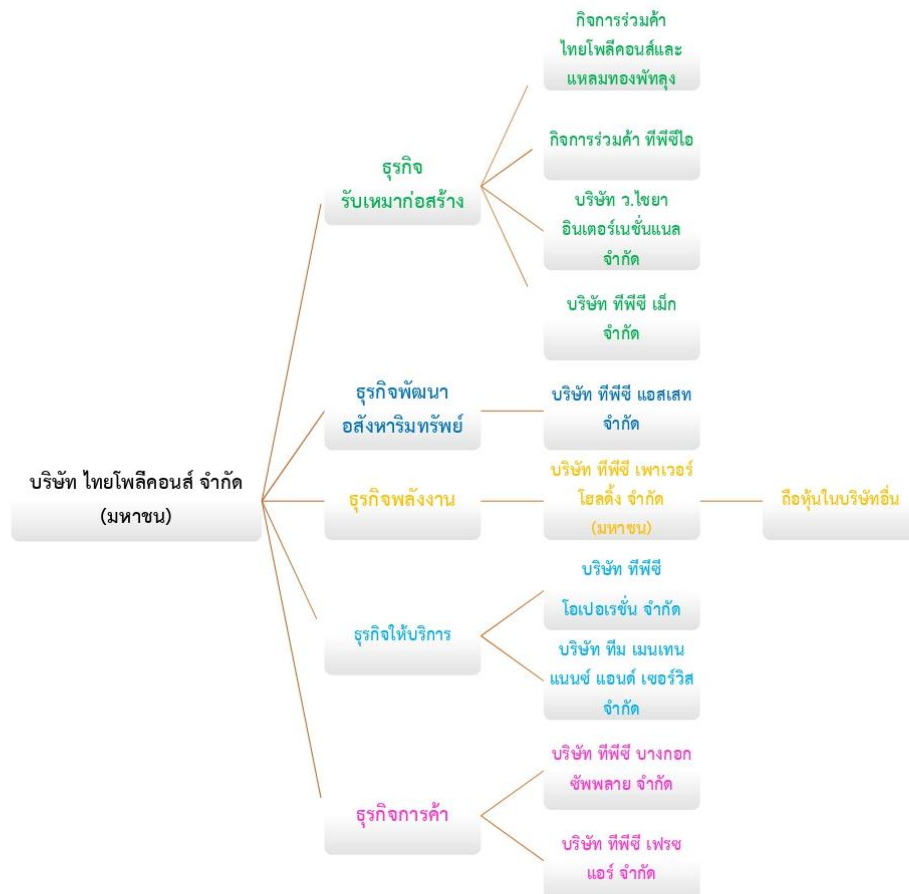 บริษัท ไทยโพลีคอนส์ จำกัด
(มหาชน)
ธุรกิจ
รับเหมาก่อสร้าง
กิจการร่วมค้า
ไทยโพลีคอนส์และ
แหลมทองพัทลุง
กิจการร่วมค้า ทีพีซีไอ
บริษัท ว.ไชยา
อินเตอร์เนชั่นแนล
จำกัด
บริษัท ทีพีซี เม็ก
จำกัด
ธุรกิจพัฒนา
อสังหาริมทรัพย์
บริษัท ทีพีซี แอสเสท
จำกัด
ธุรกิจพลังงาน
บริษัท ทีพีซี เพาเวอร์
โฮลดิ้ง จำกัด
(มหาชน)
ถือหุ้นในบริษัทอื่น
ธุรกิจให้บริการ
บริษัท ทีพีซี
โอเปอเรชั่น จำกัด
บริษัท ทีม เมนเทน
แนนซ์ แอนด์ เซอร์วิส
จำกัด
ธุรกิจการค้า
บริษัท ทีพีซี บางกอก
ซัพพลาย จำกัด
บริษัท ทีพีซี เฟรซ
แอร์ จำกัด